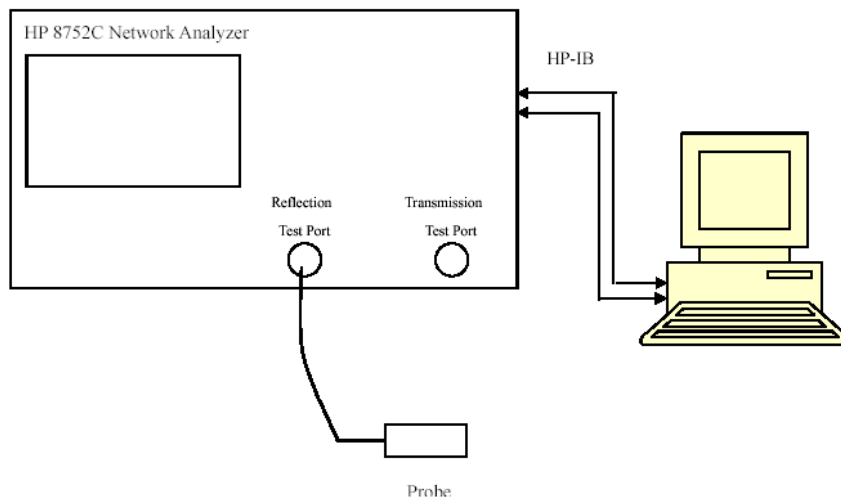 HP 8752C Network Analyzer
HP-IB
Reflection
Test Port
Transmission
Test Port
Probe